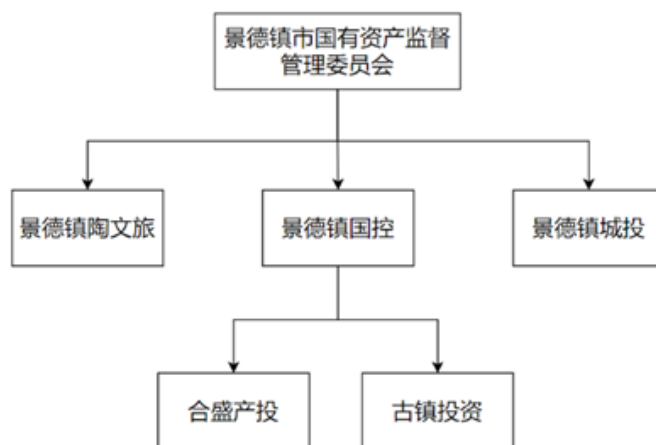 景德镇市国有资产监督
管理委员会
景德镇陶文旅
景德镇国控
景德镇城投
合盛产投
古镇投资